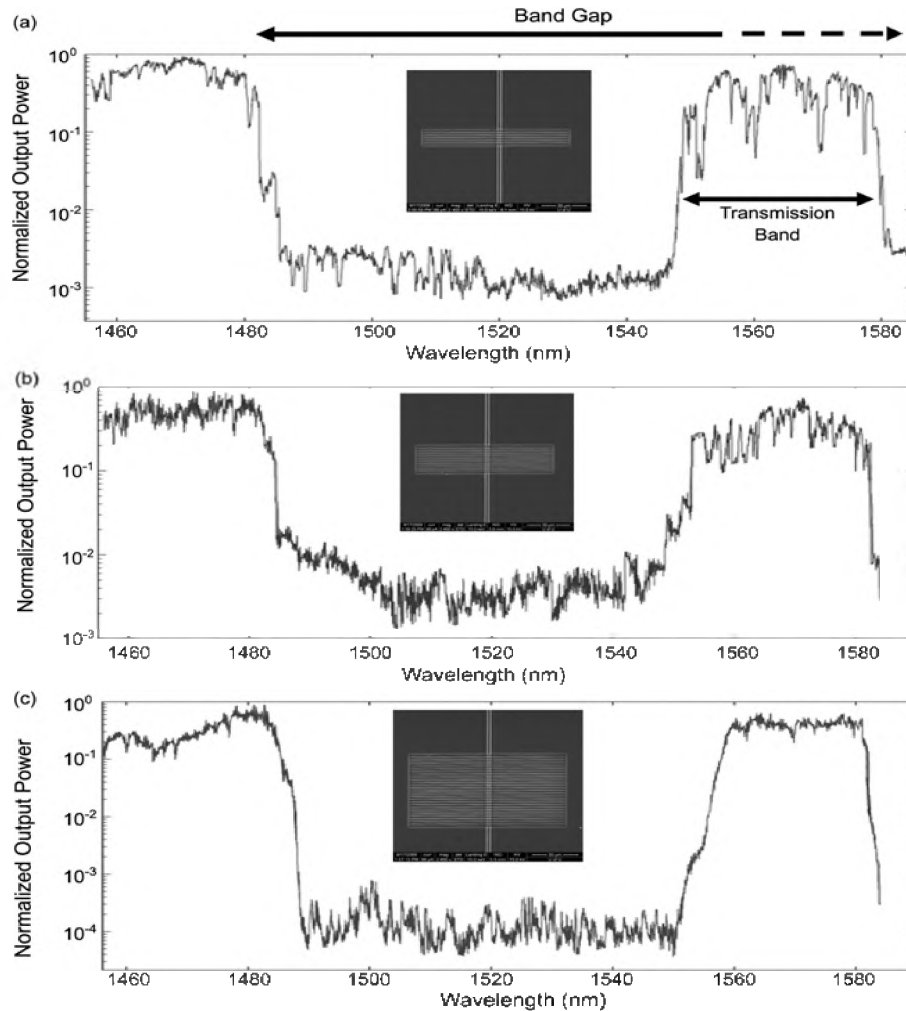 Band Gap
(a)
10⁰
10⁻¹
10⁻²
10⁻³
Normalized Output Power
Transmission
Band
1460 1480 1500 1520 1540 1560 1580
Wavelength (nm)
(b)
10⁰
10⁻¹
10⁻²
10⁻³
Normalized Output Power
1460 1480 1500 1520 1540 1560 1580
Wavelength (nm)
(c)
10⁰
10⁻¹
10⁻²
10⁻³
10⁻⁴
Normalized Output Power
1460 1480 1500 1520 1540 1560 1580
Wavelength (nm)